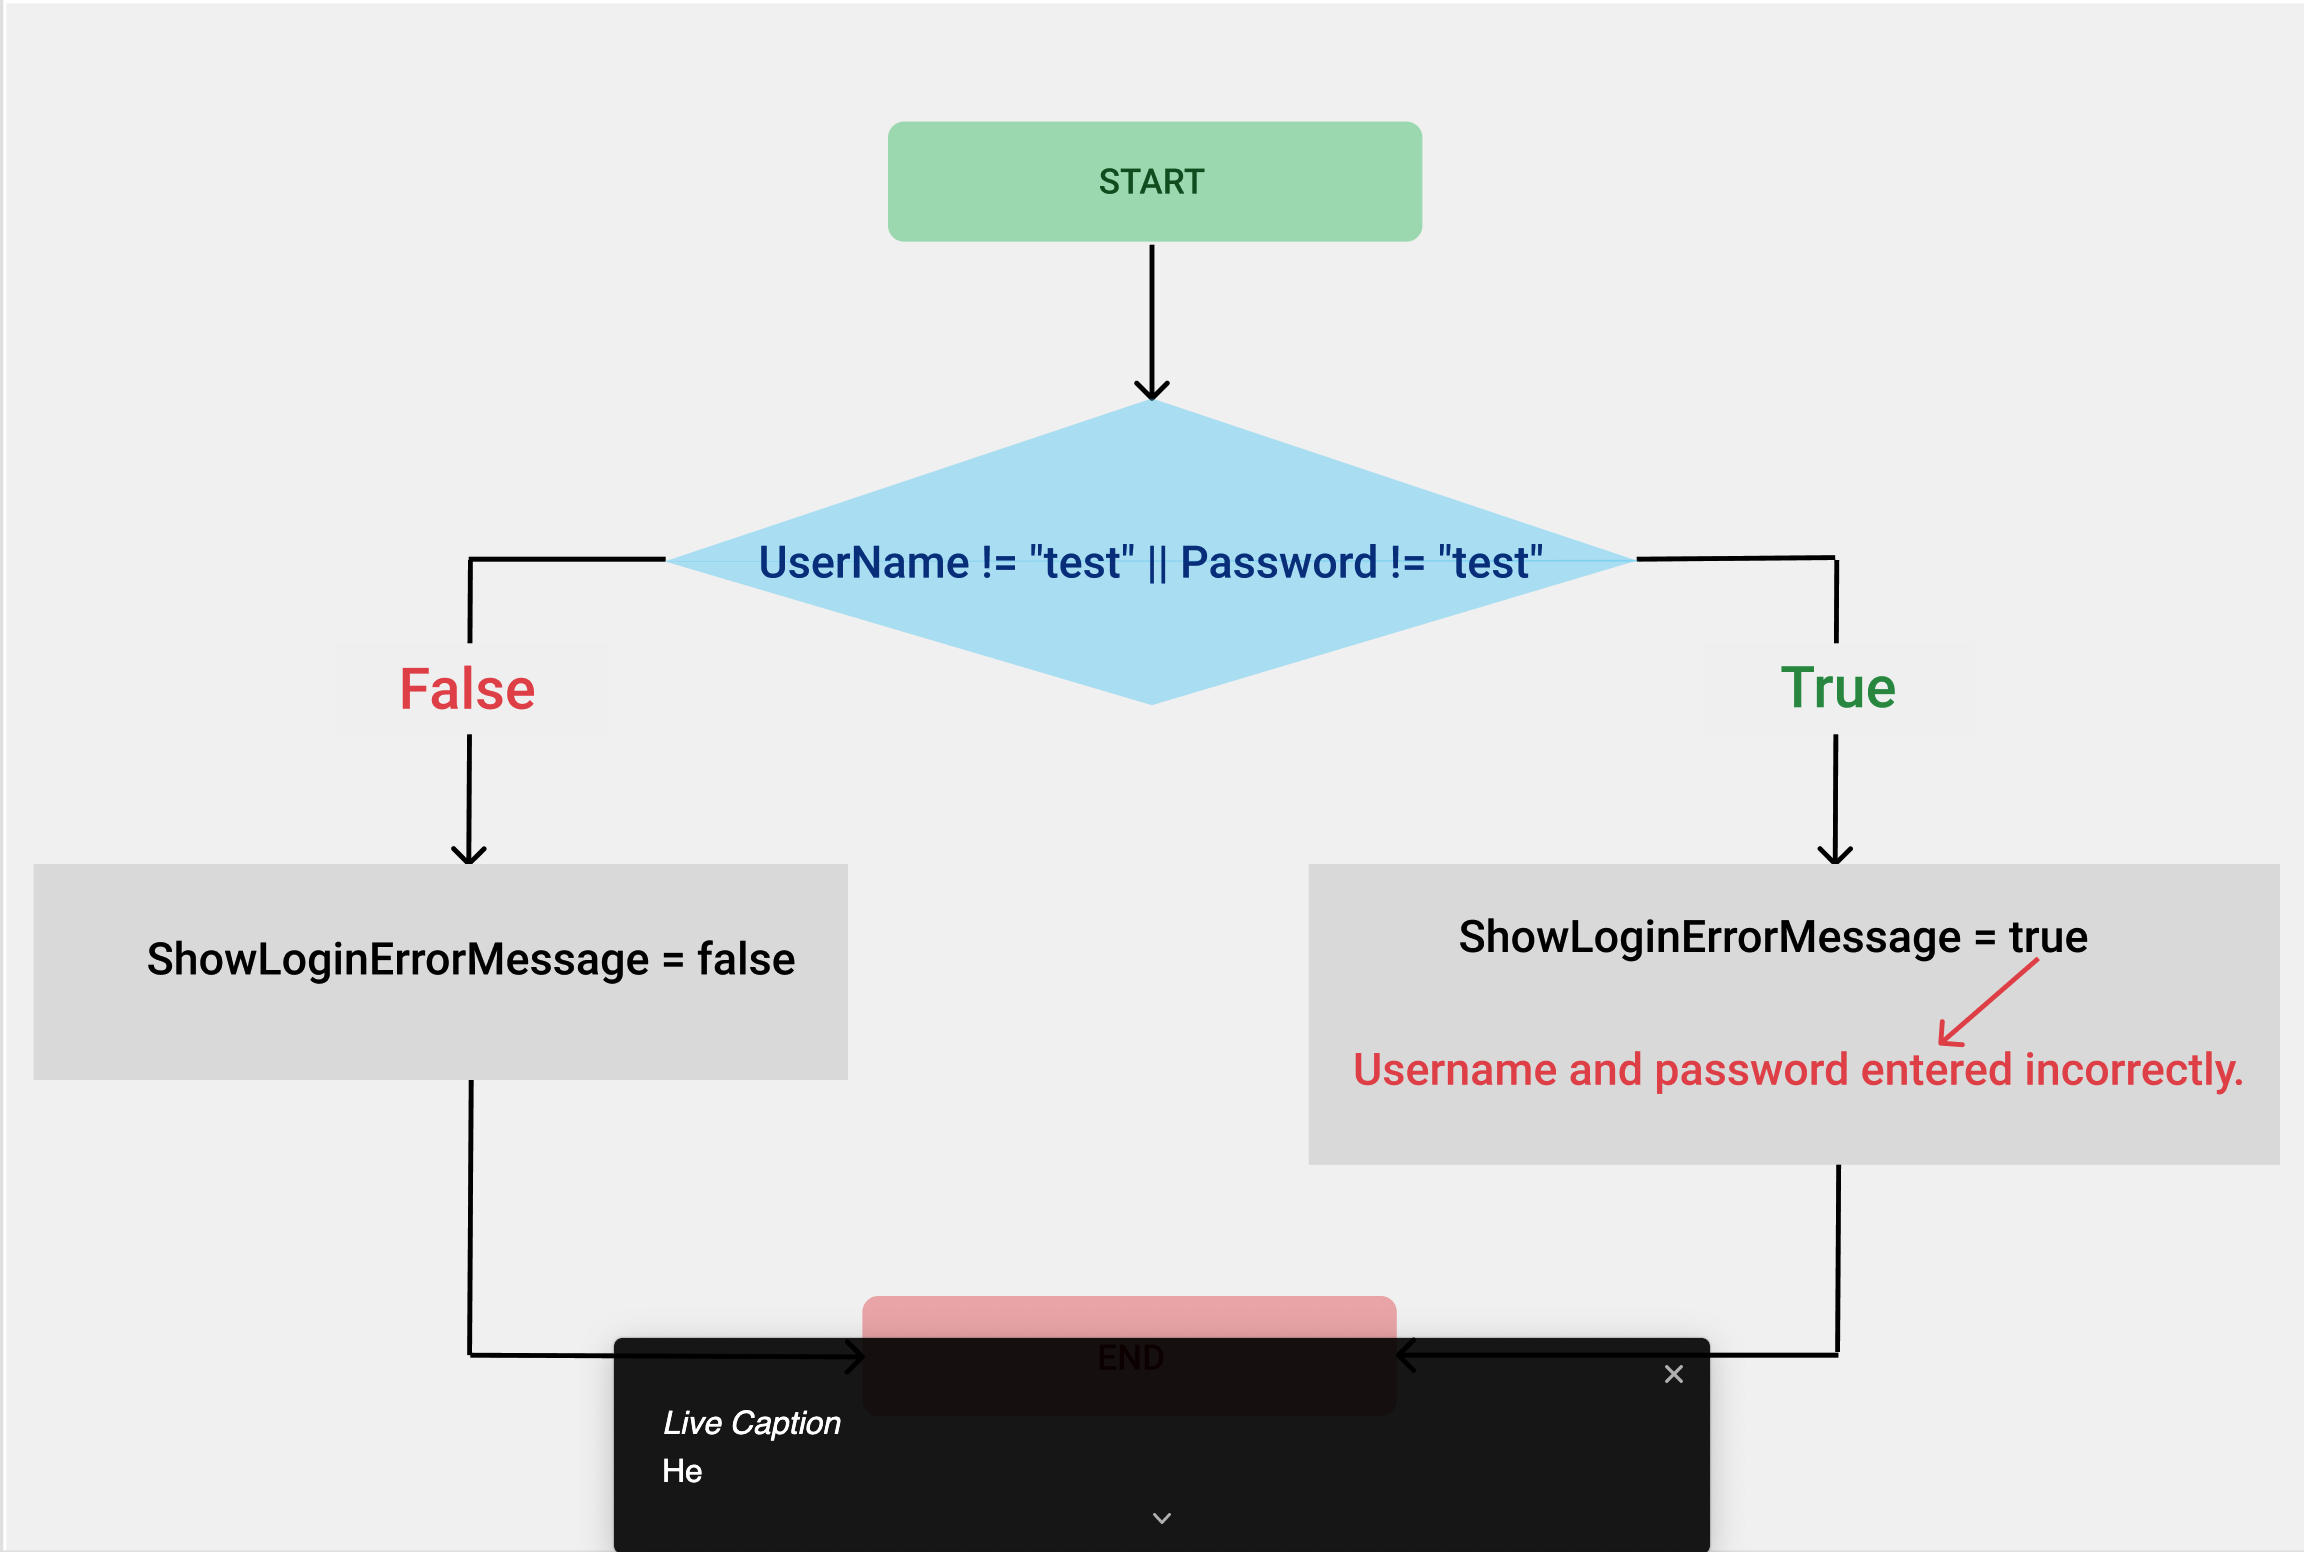 START
UserName != "test" || Password != "test"
False
True
ShowLoginErrorMessage = false
ShowLoginErrorMessage = true
Username and password entered incorrectly.
END
Live Caption
He